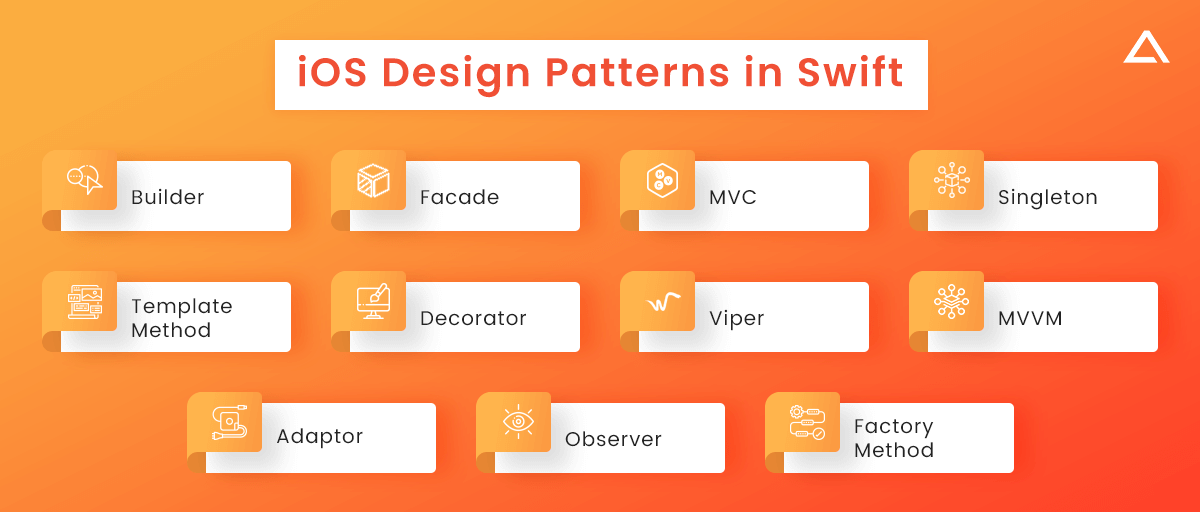 iOS Design Patterns in Swift
Builder
Facade
MVC
Singleton
Template
Method
Decorator
Viper
MVVM
Adaptor
Observer
Factory
Method